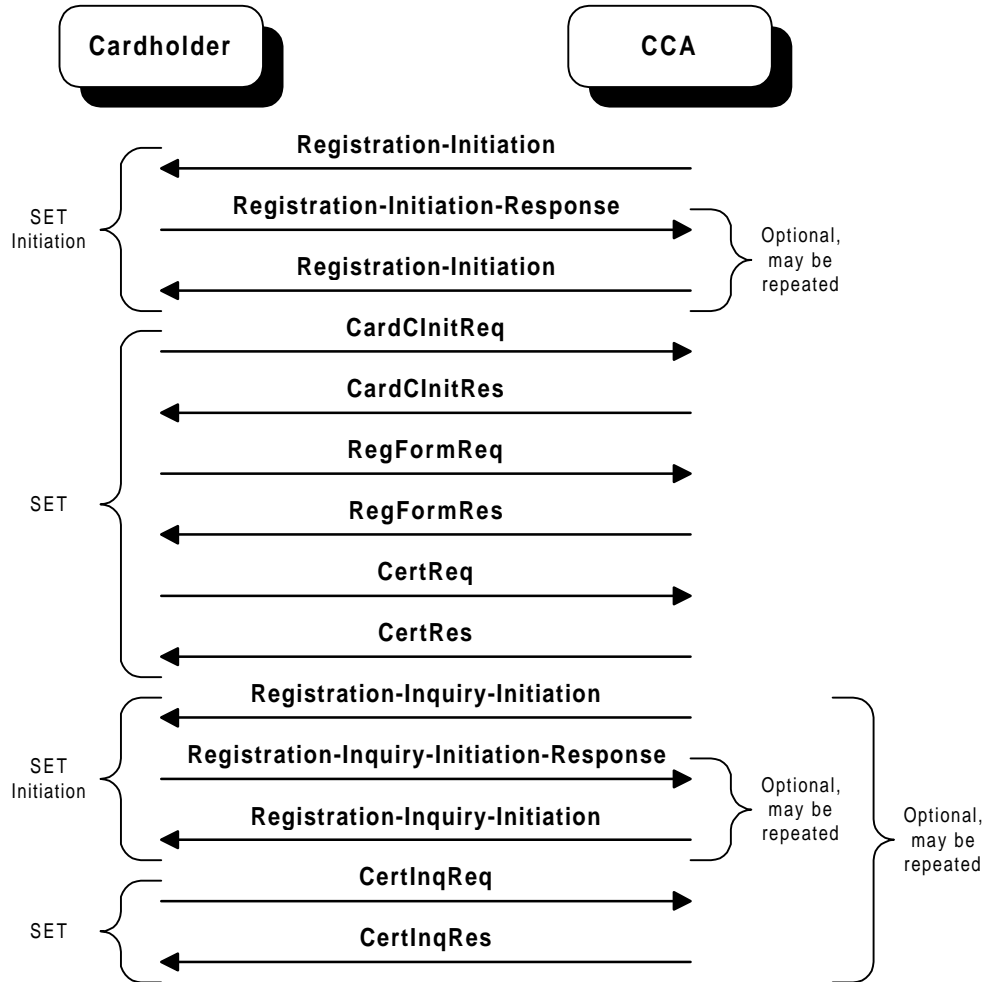 Cardholder
CCA
Registration-Initiation
Registration-Initiation-Response
SET
Initiation
Optional,
may be
repeated
Registration-Initiation
CardCInitReq
CardCInitRes
RegFormReq
SET
RegFormRes
CertReq
CertRes
Registration-Inquiry-Initiation
Registration-Inquiry-Initiation-Response
SET
Initiation
Optional,
may be
repeated
Registration-Inquiry-Initiation
Optional,
may be
repeated
CertInqReq
SET
CertInqRes